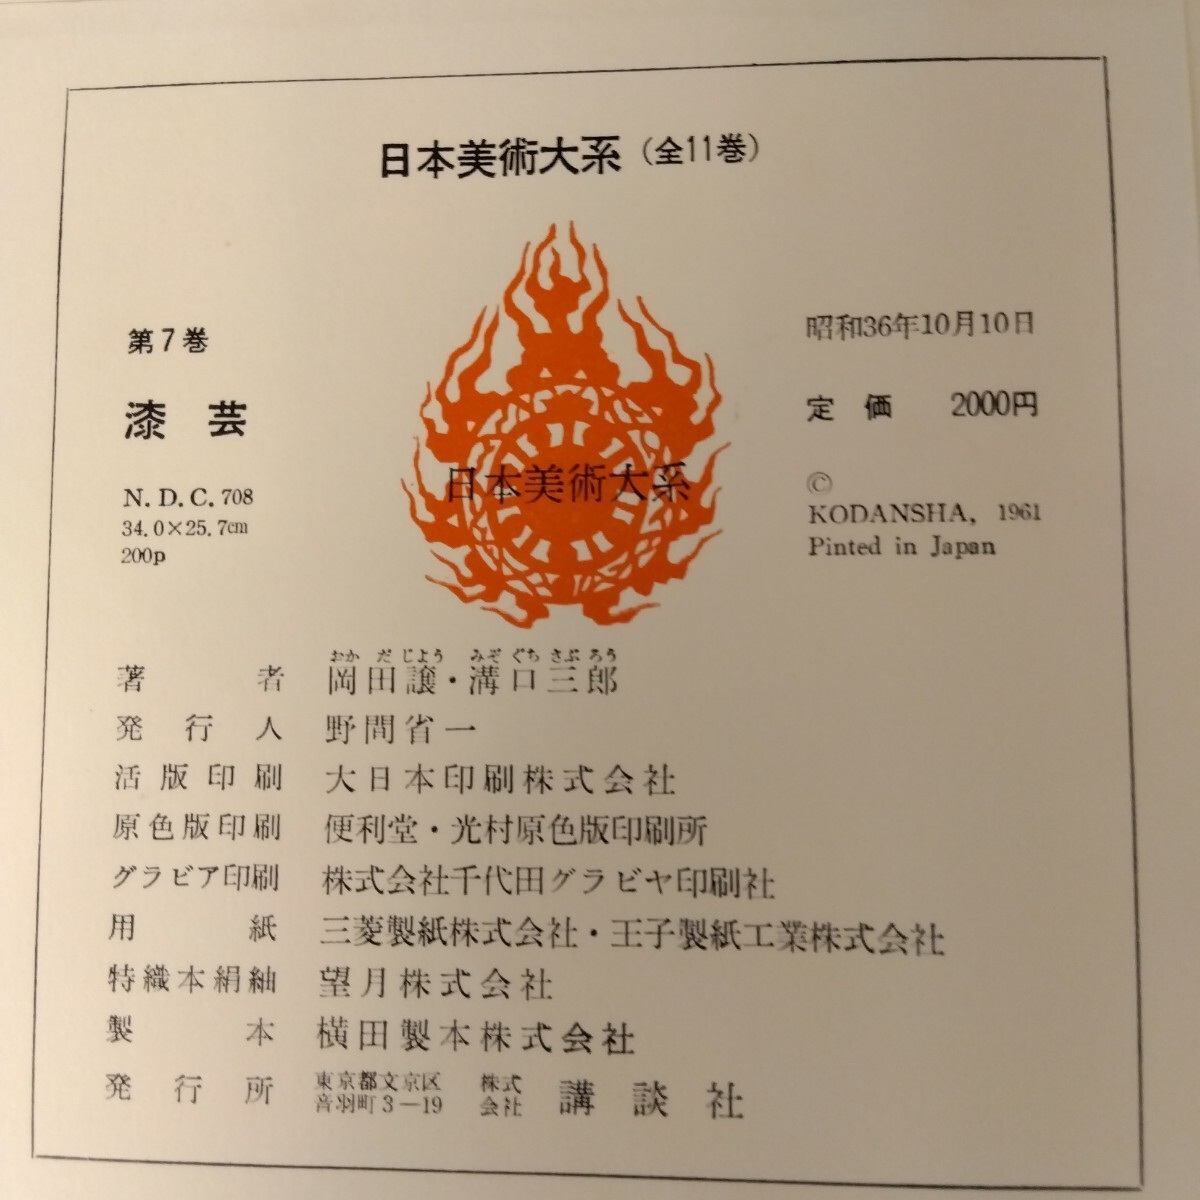 日本美術大系（全11巻）
第7巻
漆芸
N.D.C.708
34.0×25.7cm
200p
日本美術大系
昭和36年10月10日
定価 2000円
©
KODANSHA, 1961
Pinted in Japan
おか だ じよう みぞ ぐち さぶ ろう
著者 岡田譲・溝口三郎
発行人 野間省一
活版印刷 大日本印刷株式会社
原色版印刷 便利堂・光村原色版印刷所
グラビア印刷 株式会社千代田グラビヤ印刷社
用紙 三菱製紙株式会社・王子製紙工業株式会社
特織本絹紬 望月株式会社
製本 横田製本株式会社
発行所 東京都文京区音羽町3—19 株式会社 講談社